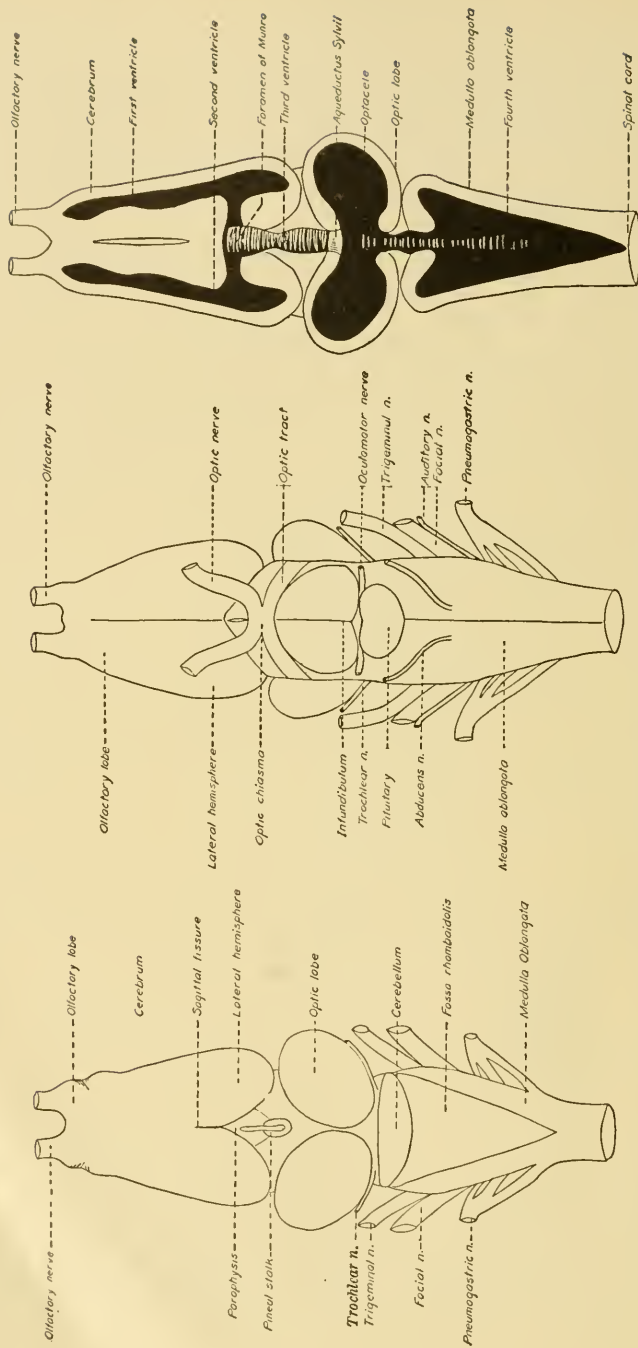 Olfactory nerve
Olfactory lobe
Cerebrum
Sagittal fissure
Paraphysis
Lateral hemisphere
Pineal stalk
Optic lobe
Trochlear n.
Trigeminal n.
Cerebellum
Facial n.
Fossa rhomboidalis
Pneumogastric n.
Medulla Oblongata
Olfactory nerve
Olfactory lobe
Lateral hemisphere
Optic nerve
Optic chiasma
Optic tract
Infundibulum
Trochlear n.
Oculomotor nerve
Pituitary
Trigeminal n.
Abducens n.
Auditory n.
Facial n.
Pneumogastric n.
Medulla oblongata
Olfactory nerve
Cerebrum
First ventricle
Second ventricle
Foramen of Munro
Third ventricle
Aqueductus Sylvii
Optocele
Optic lobe
Medulla oblongata
Fourth ventricle
Spinal cord